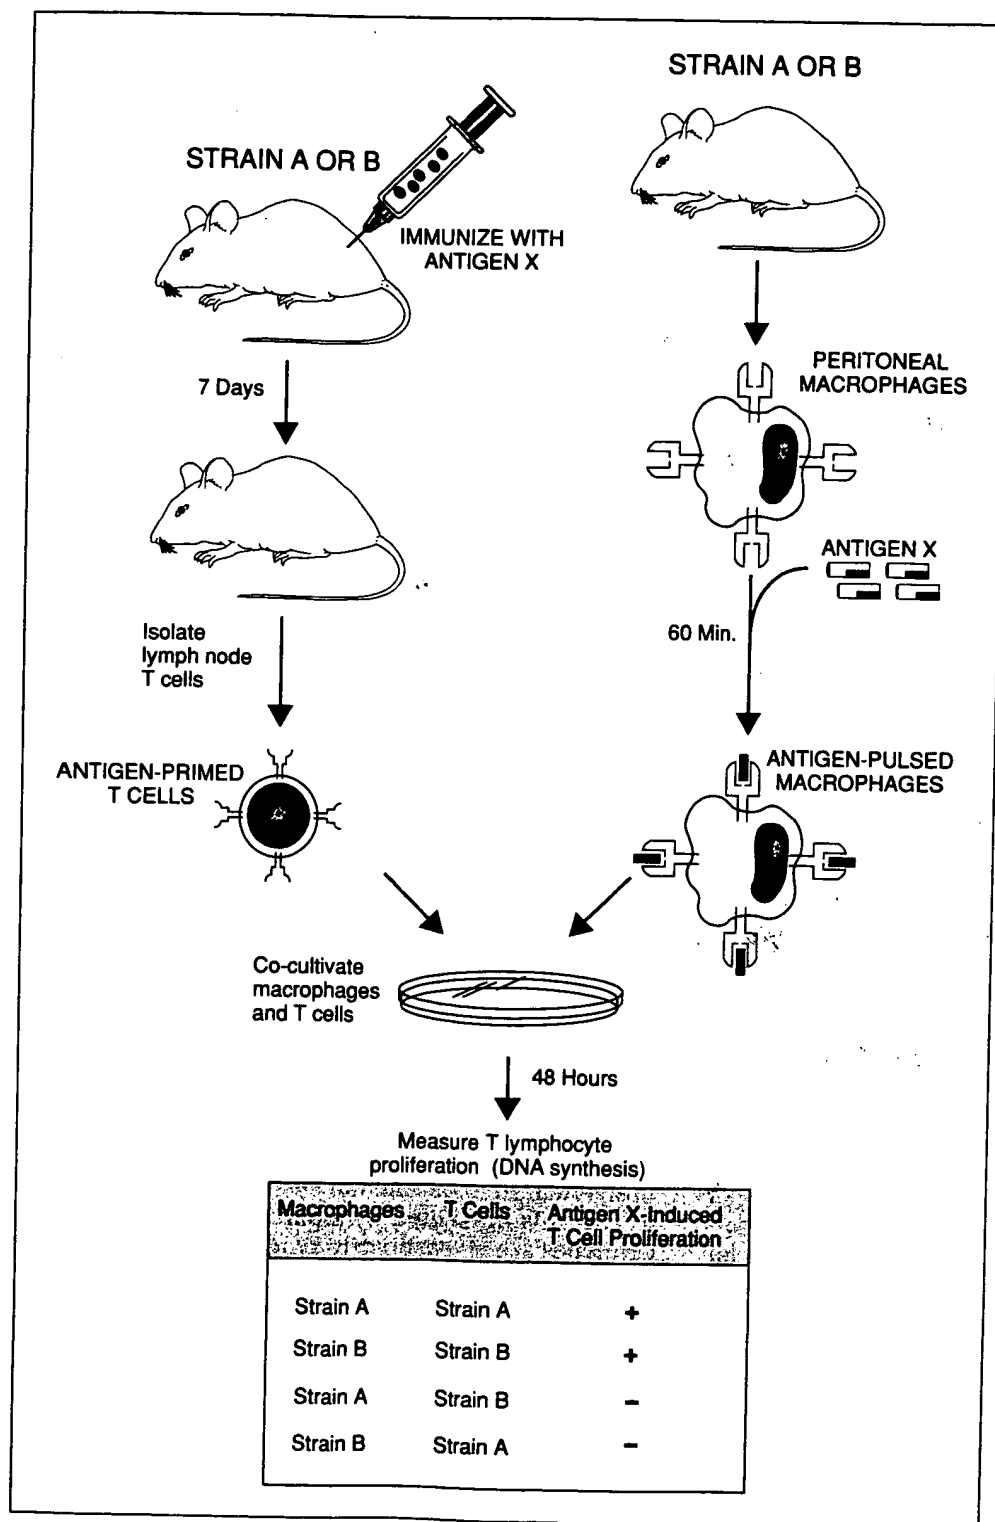 STRAIN A OR B
STRAIN A OR B
IMMUNIZE WITH
ANTIGEN X
7 Days
Isolate
lymph node
T cells
ANTIGEN-PRIMED
T CELLS
PERITONEAL
MACROPHAGES
ANTIGEN X
60 Min.
ANTIGEN-PULSED
MACROPHAGES
Co-cultivate
macrophages
and T cells
48 Hours
Measure T lymphocyte
proliferation (DNA synthesis)
Macrophages T Cells Antigen X-Induced
T Cell Proliferation
Strain A Strain A +
Strain B Strain B +
Strain A Strain B –
Strain B Strain A –